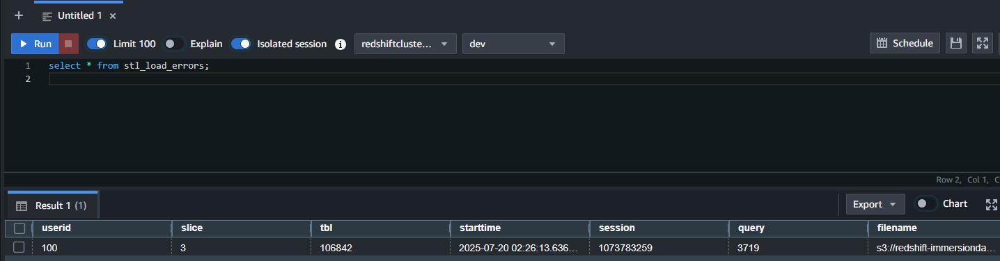 + Untitled 1 ×
Run Limit 100 Explain Isolated session i redshiftcluste... dev Schedule
1 select * from stl_load_errors;
2
Row 2, Col 1, C
Result 1 (1) Export Chart
userid slice tbl starttime session query filename
100 3 106842 2025-07-20 02:26:13.636... 1073783259 3719 s3://redshift-immersionda...